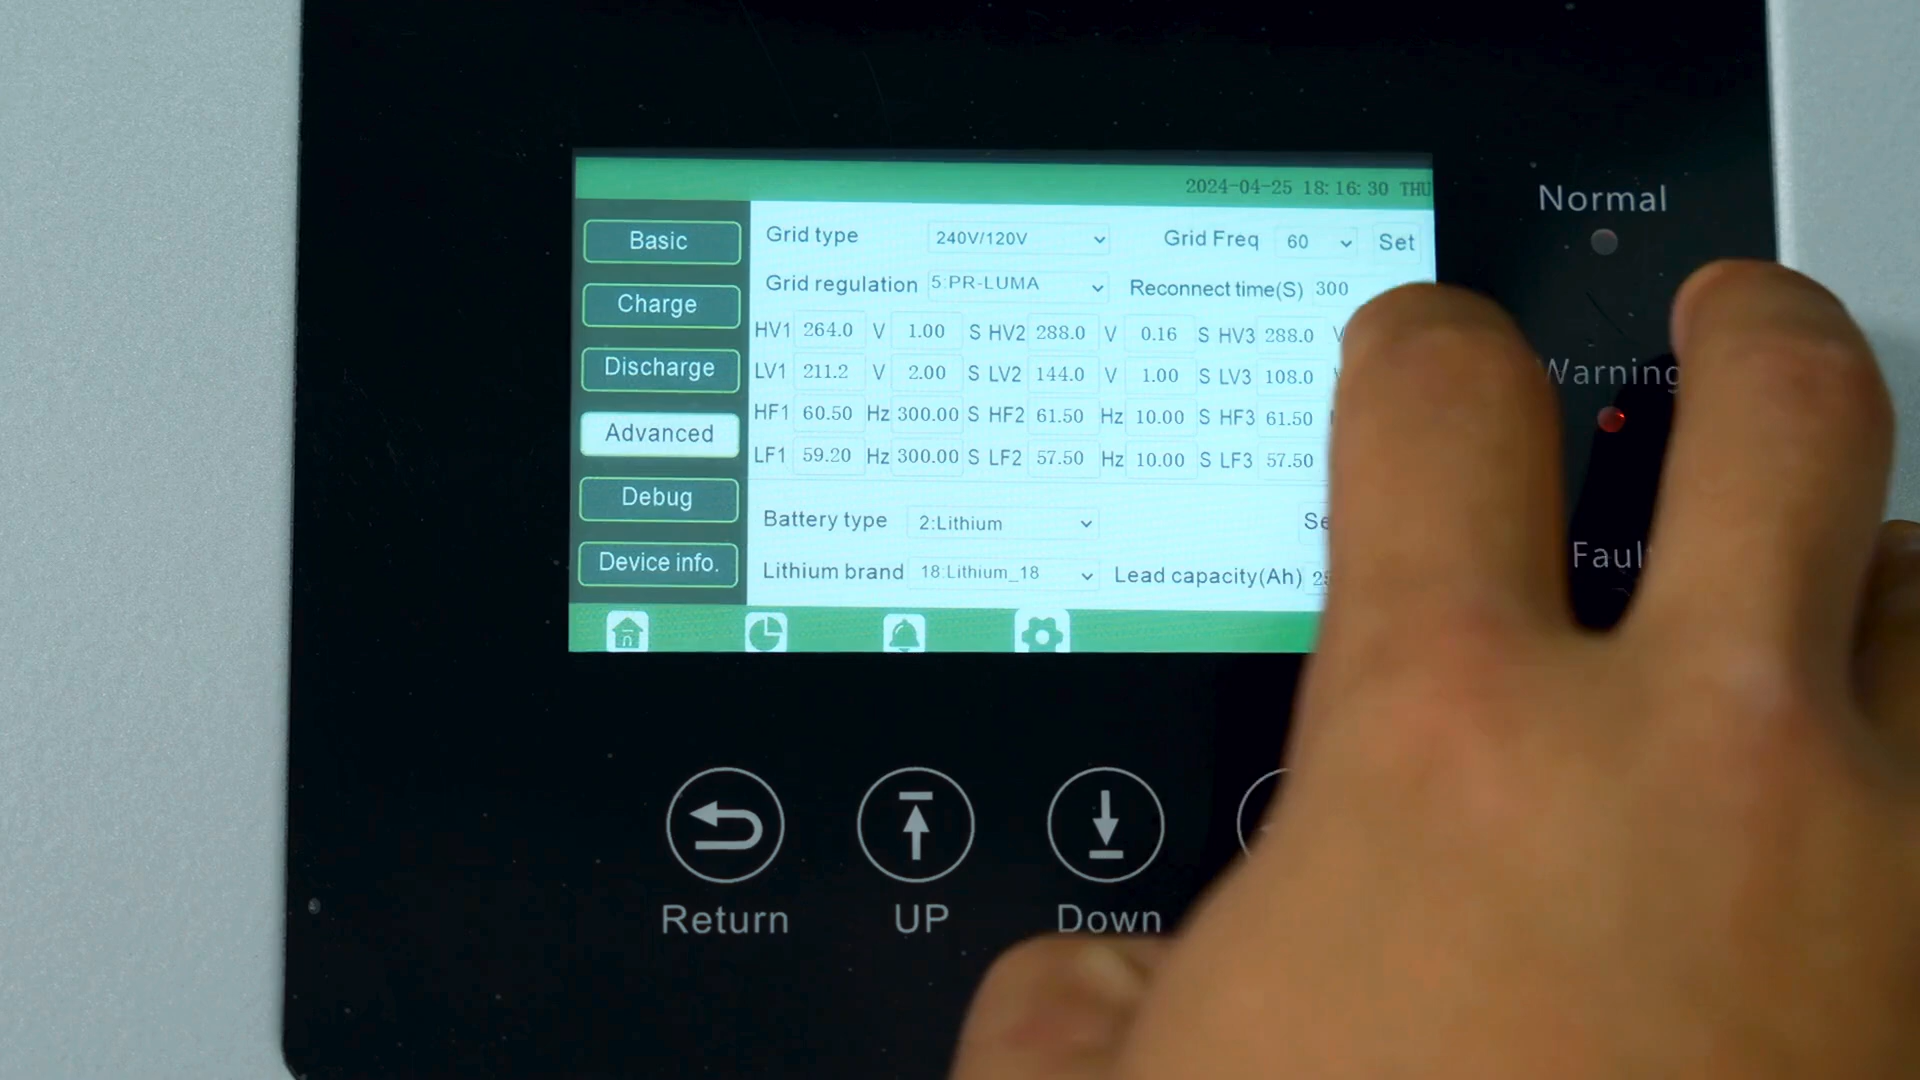 2024-04-25 18:16:30 THU
Basic
Charge
Discharge
Advanced
Debug
Device info.
Grid type 240V/120V Grid Freq 60 Set
Grid regulation 5:PR-LUMA Reconnect time(S) 300
HV1 264.0 V 1.00 S HV2 288.0 V 0.16 S HV3 288.0 V
LV1 211.2 V 2.00 S LV2 144.0 V 1.00 S LV3 108.0
HF1 60.50 Hz 300.00 S HF2 61.50 Hz 10.00 S HF3 61.50
LF1 59.20 Hz 300.00 S LF2 57.50 Hz 10.00 S LF3 57.50
Battery type 2:Lithium
Lithium brand 18:Lithium_18 Lead capacity(Ah)
Normal
Warning
Return
UP
Down